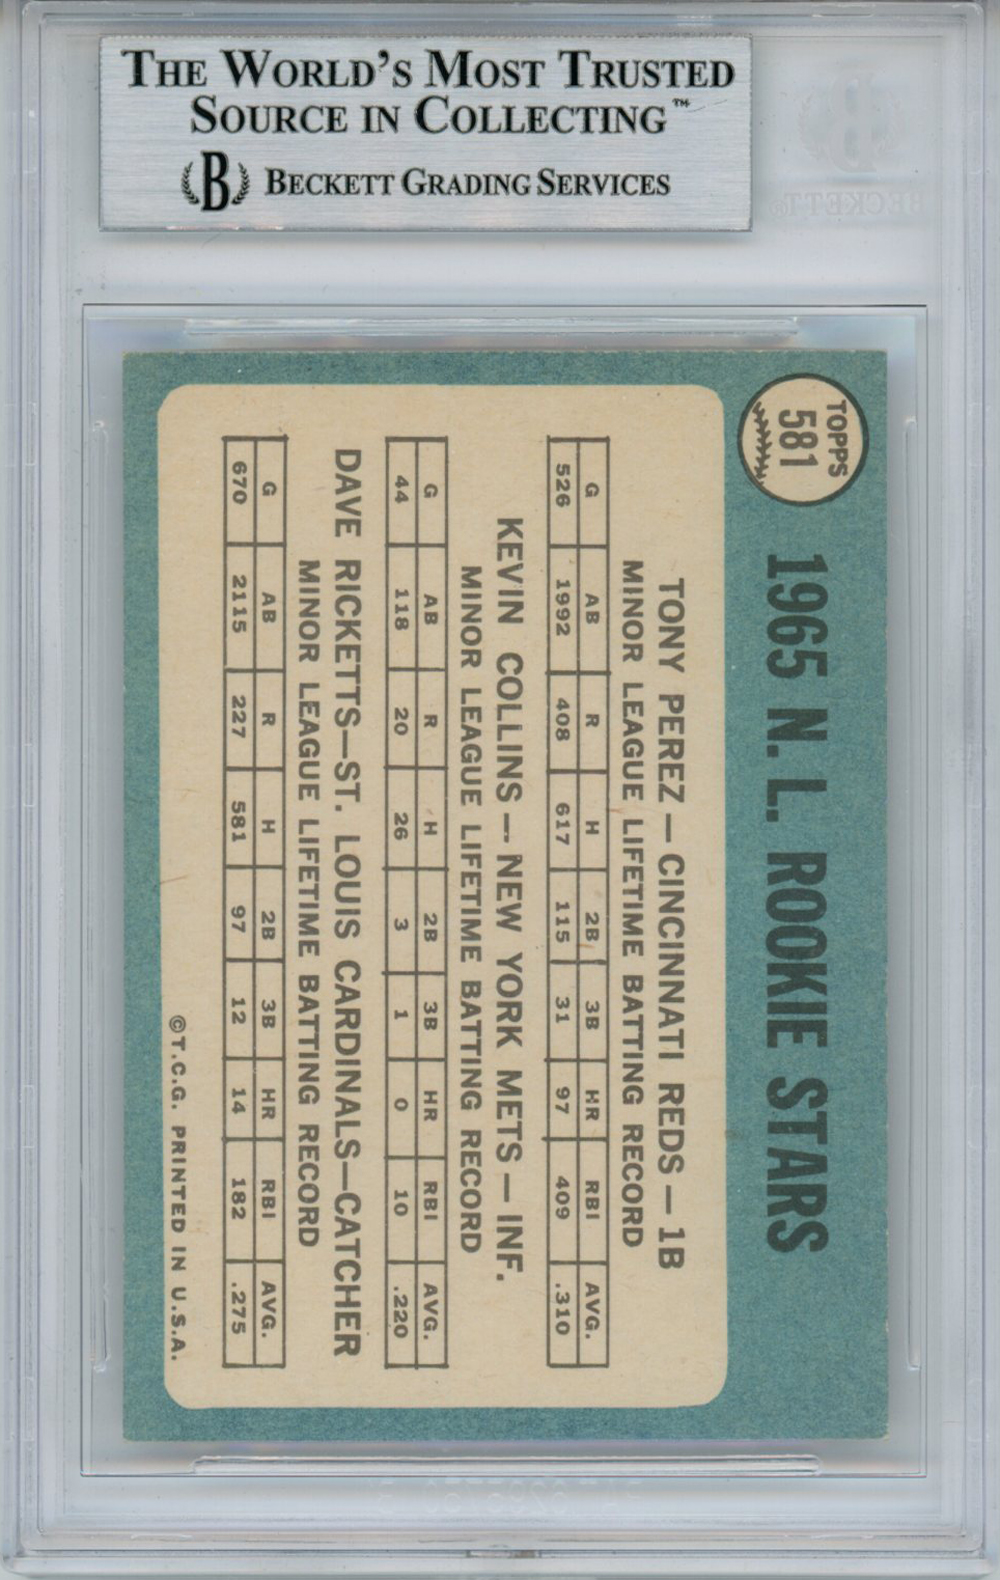 THE WORLD'S MOST TRUSTED
SOURCE IN COLLECTING™
B BECKETT GRADING SERVICES
B
BECKETT®
TOPPS
581
1965 N. L. ROOKIE STARS
TONY PEREZ — CINCINNATI REDS — 1B
MINOR LEAGUE LIFETIME BATTING RECORD
G AB R H 2B 3B HR RBI AVG.
526 1992 408 617 115 31 97 409 .310
KEVIN COLLINS — NEW YORK METS — INF.
MINOR LEAGUE LIFETIME BATTING RECORD
G AB R H 2B 3B HR RBI AVG.
44 118 20 26 3 1 0 10 .220
DAVE RICKETTS—ST. LOUIS CARDINALS—CATCHER
MINOR LEAGUE LIFETIME BATTING RECORD
G AB R H 2B 3B HR RBI AVG.
670 2115 227 581 97 12 14 182 .275
©T.C.G. PRINTED IN U.S.A.